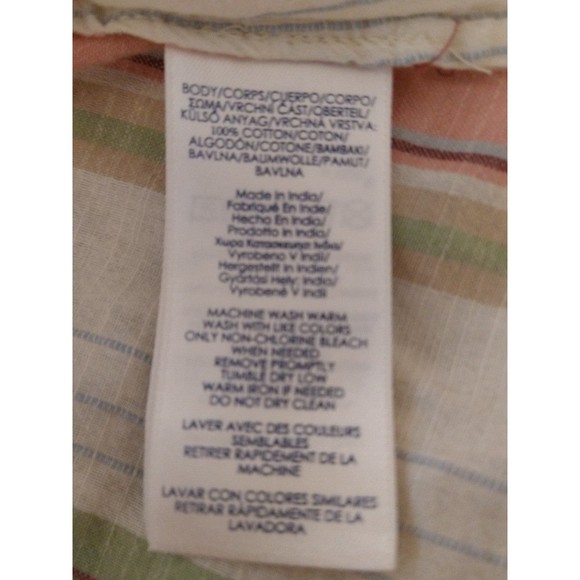 BODY/CORPS/CUERPO/CORPO/
ΣΩΜΑ/VRCHNÍ ČÁST/OBERTEIL/
KÜLSŐ ANYAG/VRCHNÁ VRSTVA:
100% COTTON/COTON/
ALGODÓN/COTONE/ΒΑΜΒΑΚΙ/
BAVLNA/BAUMWOLLE/PAMUT/
BAVLNA
Made In India/
Fabriqué En Inde/
Hecho En India/
Prodotto In India/
Χωρα Κατασκευησ Ινδικα/
Vyrobeno V Indii/
Hergestellt In Indien/
Gyártási Hely: India/
Vyrobené V Indii
MACHINE WASH WARM
WASH WITH LIKE COLORS
ONLY NON-CHLORINE BLEACH
WHEN NEEDED
REMOVE PROMPTLY
TUMBLE DRY LOW
WARM IRON IF NEEDED
DO NOT DRY CLEAN
LAVER AVEC DES COULEURS
SEMBLABLES
RETIRER RAPIDEMENT DE LA
MACHINE
LAVAR CON COLORES SIMILARES
RETIRAR RÁPIDAMENTE DE LA
LAVADORA